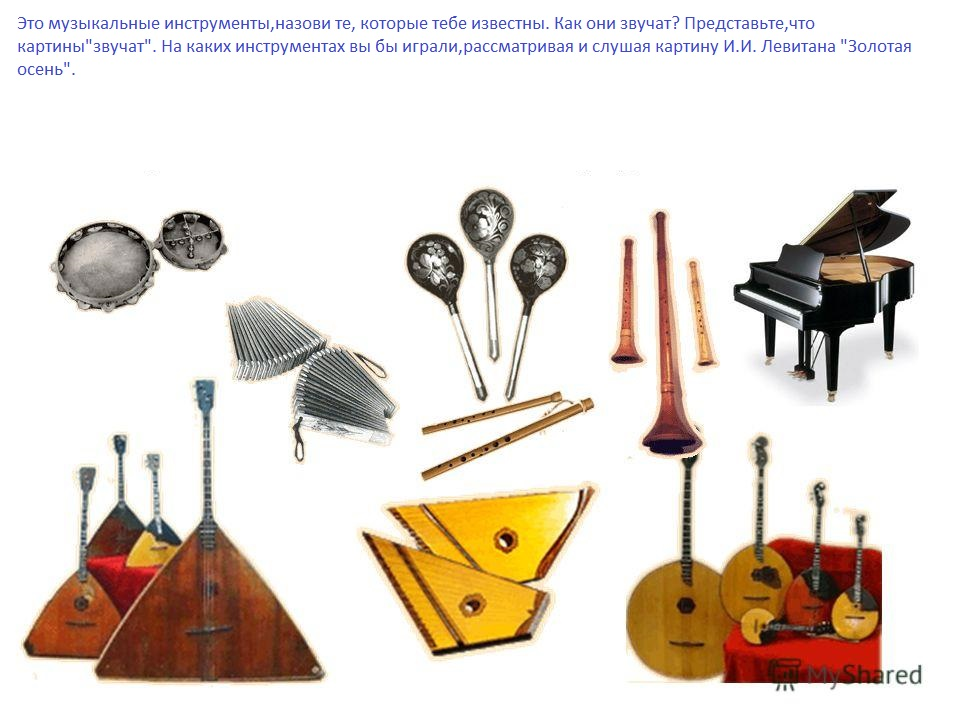 Это музыкальные инструменты,назови те, которые тебе известны. Как они звучат? Представьте,что
картины"звучат". На каких инструментах вы бы играли,рассматривая и слушая картину И.И. Левитана "Золотая
осень".
MyShared